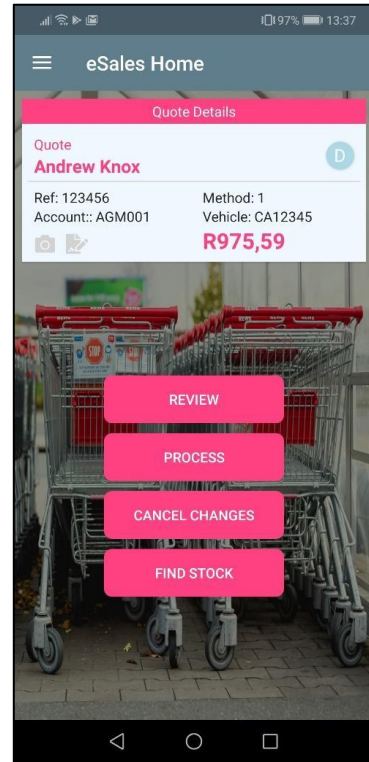 97% 13:37
eSales Home
Quote Details
Quote
Andrew Knox
D
Ref: 123456 Method: 1
Account:: AGM001 Vehicle: CA12345
R975,59
STOP
REVIEW
PROCESS
CANCEL CHANGES
FIND STOCK